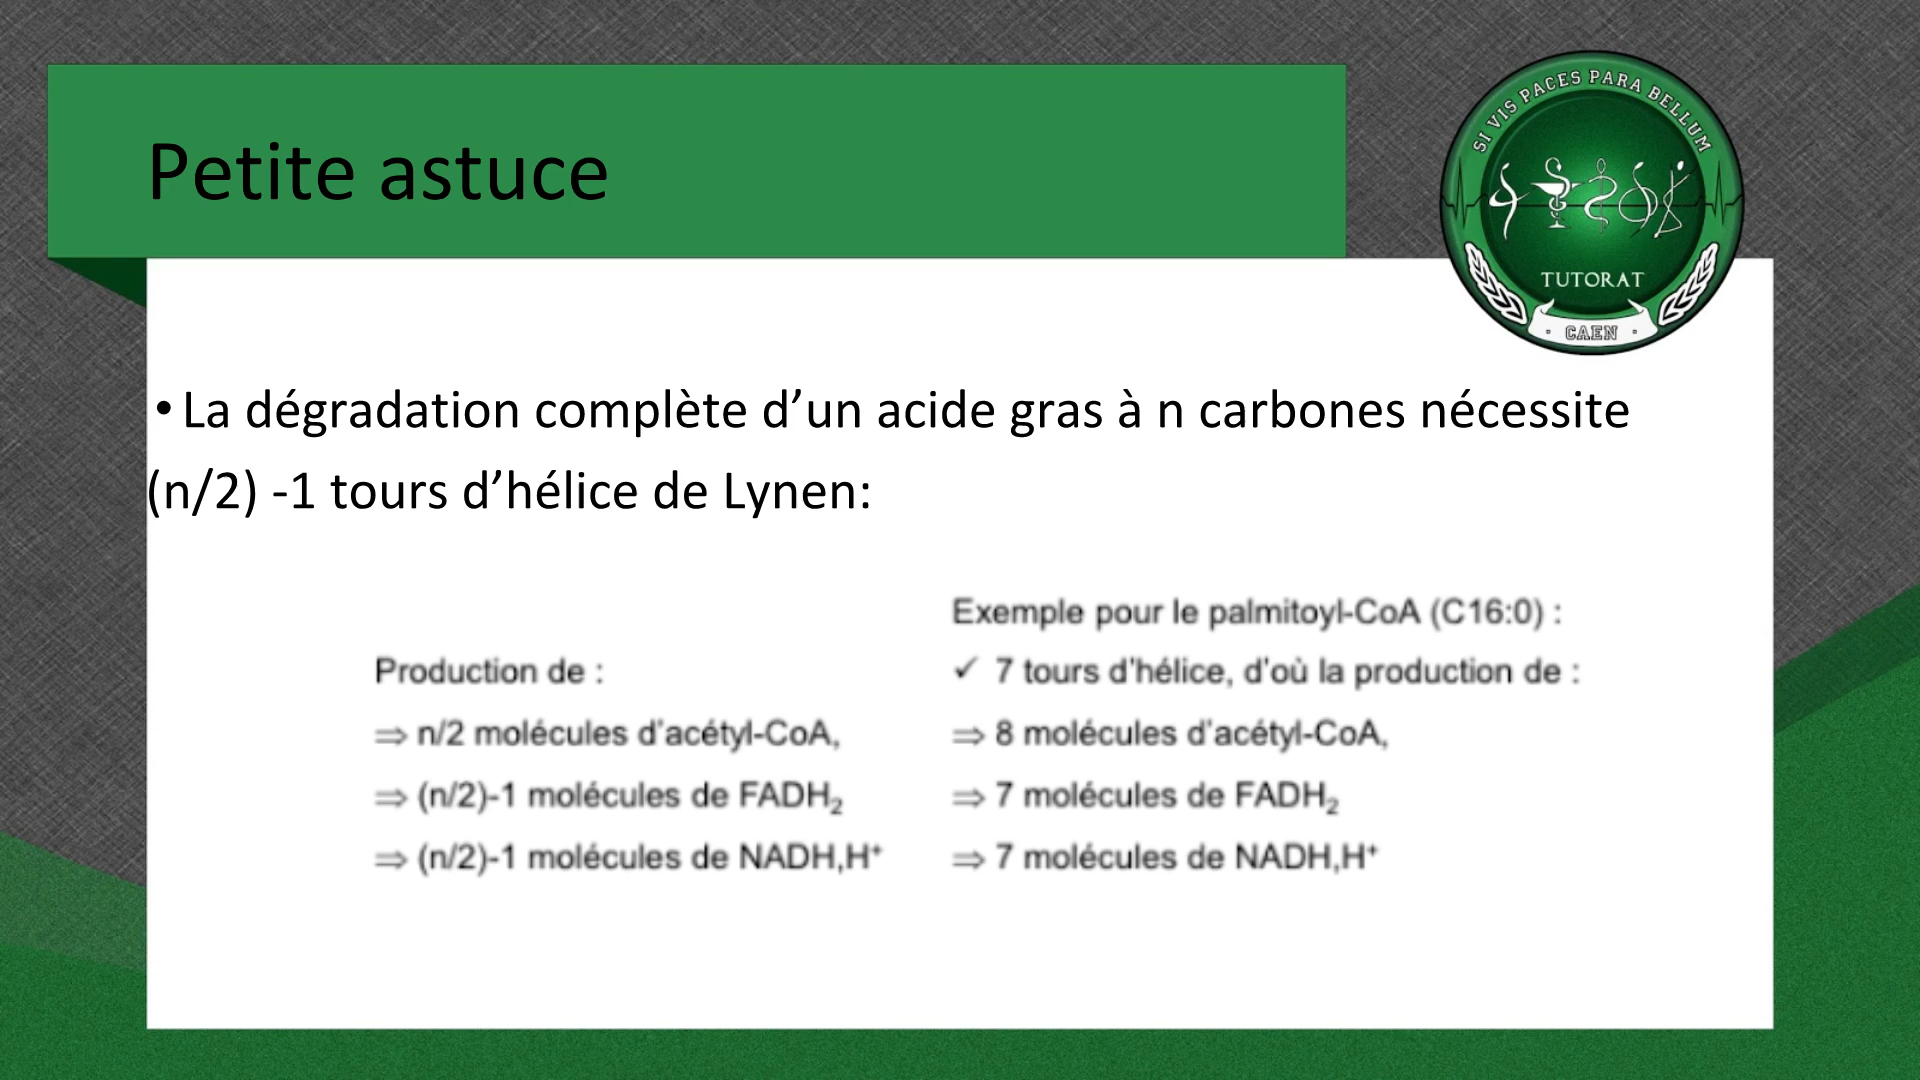 Petite astuce
SI VIS PACES PARA BELLUM
TUTORAT
· CAEN ·
• La dégradation complète d’un acide gras à n carbones nécessite
(n/2) -1 tours d’hélice de Lynen:
Production de :
⇒ n/2 molécules d'acétyl-CoA,
⇒ (n/2)-1 molécules de FADH₂
⇒ (n/2)-1 molécules de NADH,H⁺
Exemple pour le palmitoyl-CoA (C16:0) :
✓ 7 tours d'hélice, d'où la production de :
⇒ 8 molécules d'acétyl-CoA,
⇒ 7 molécules de FADH₂
⇒ 7 molécules de NADH,H⁺